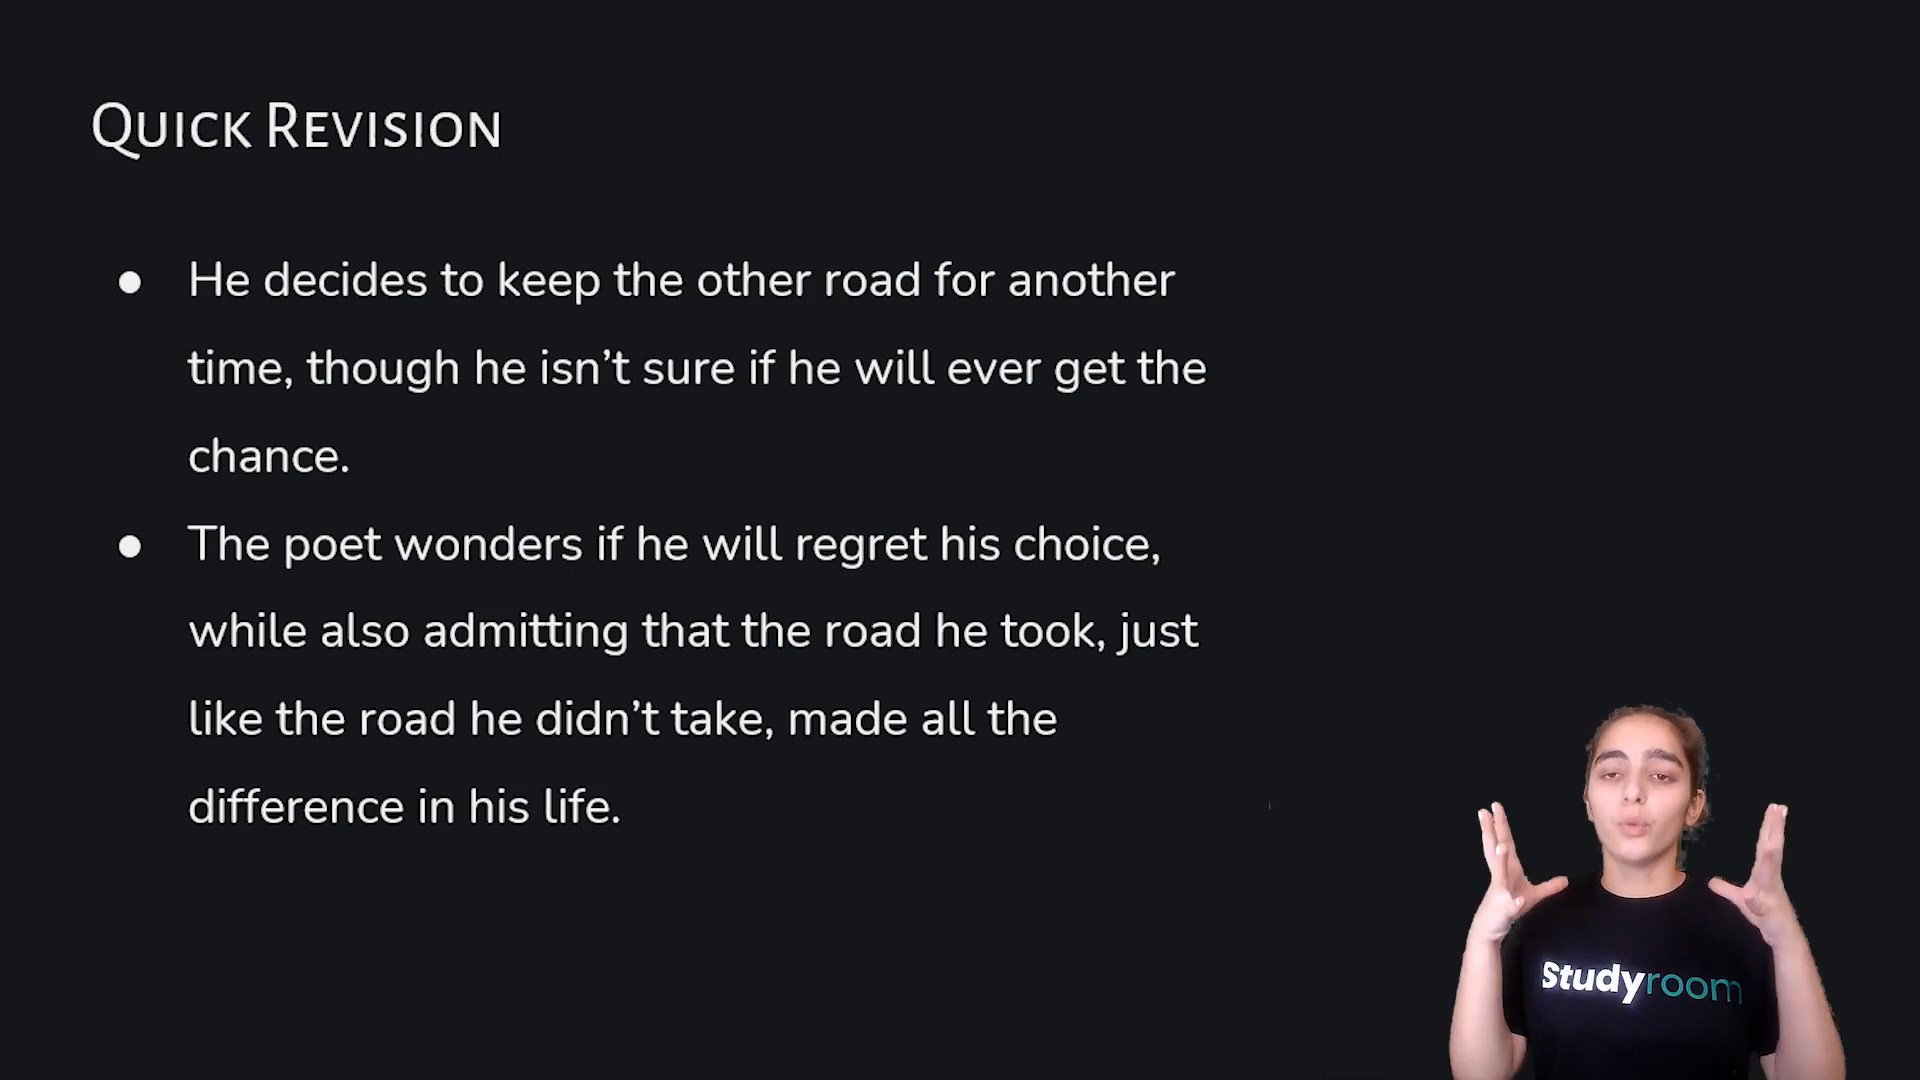 Quick Revision
● He decides to keep the other road for another
time, though he isn’t sure if he will ever get the
chance.
● The poet wonders if he will regret his choice,
while also admitting that the road he took, just
like the road he didn’t take, made all the
difference in his life.
Studyroom